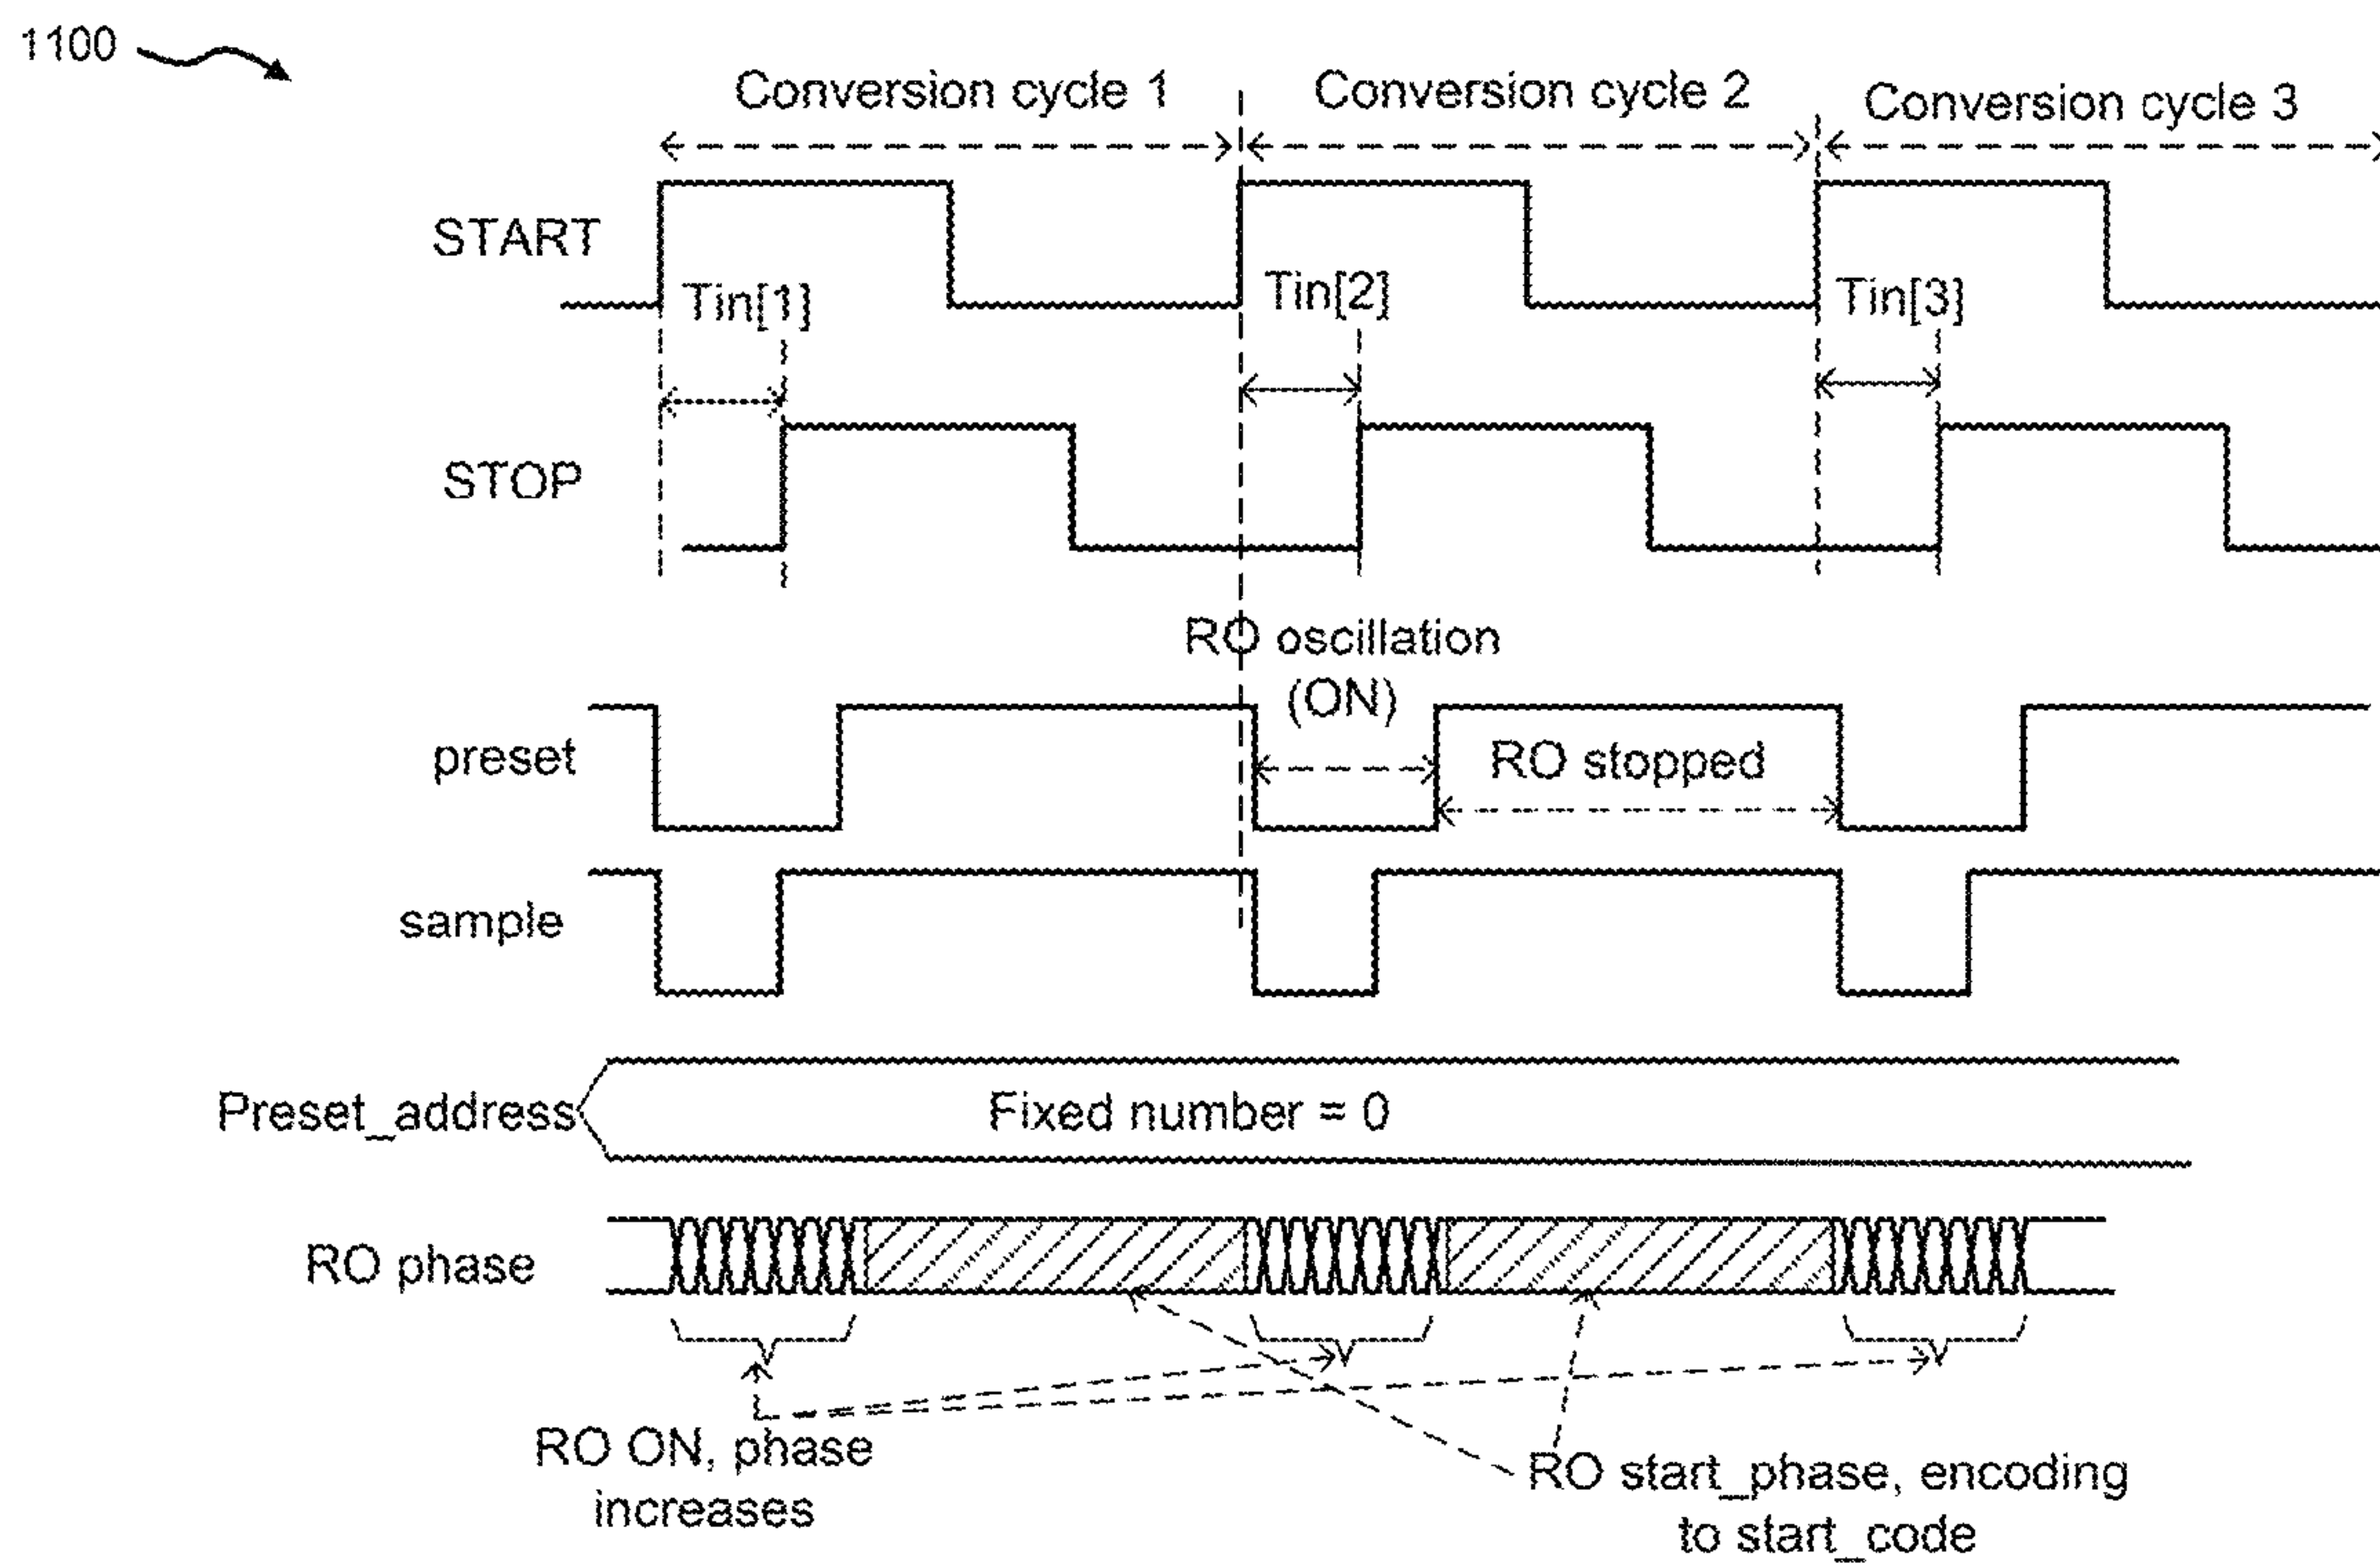 1100
Conversion cycle 1
Conversion cycle 2
Conversion cycle 3
START
Tin[1]
Tin[2]
Tin[3]
STOP
RO oscillation
(ON)
preset
RO stopped
sample
Preset_address
Fixed number = 0
RO phase
RO ON, phase
increases
RO start_phase, encoding
to start_code